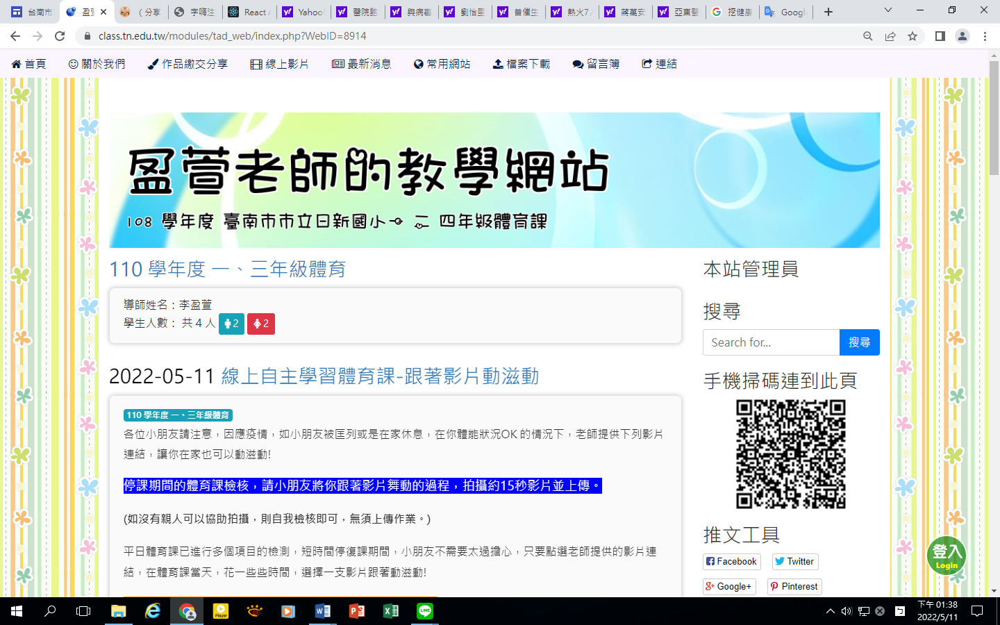 台南市
盈萱
（ 分享
字嗨注
React A
Yahoo!
醫院跑
與病毒
劉怡里
曾催生
熱火7人
蔣萬安
亞東醫
挖健康
Google
class.tn.edu.tw/modules/tad_web/index.php?WebID=8914
首頁
關於我們
作品繳交分享
線上影片
最新消息
常用網站
檔案下載
留言簿
連結
盈萱老師的教學網站
108 學年度 臺南市市立日新國小一 二 四年級體育課
110 學年度 一、三年級體育
導師姓名：李盈萱
學生人數： 共 4 人 2 2
2022-05-11 線上自主學習體育課-跟著影片動滋動
110 學年度 一、三年級體育
各位小朋友請注意，因應疫情，如小朋友被匡列或是在家休息，在你體能狀況OK 的情況下，老師提供下列影片
連結，讓你在家也可以動滋動!
停課期間的體育課檢核，請小朋友將你跟著影片舞動的過程，拍攝約15秒影片並上傳。
(如沒有親人可以協助拍攝，則自我檢核即可，無須上傳作業。)
平日體育課已進行多個項目的檢測，短時間停復課期間，小朋友不需要太過擔心，只要點選老師提供的影片連
結，在體育課當天，花一些些時間，選擇一支影片跟著動滋動!
本站管理員
搜尋
Search for...
搜尋
手機掃碼連到此頁
推文工具
Facebook
Twitter
Google+
Pinterest
登入
Login
Player
LINE
下午 01:38
2022/5/11